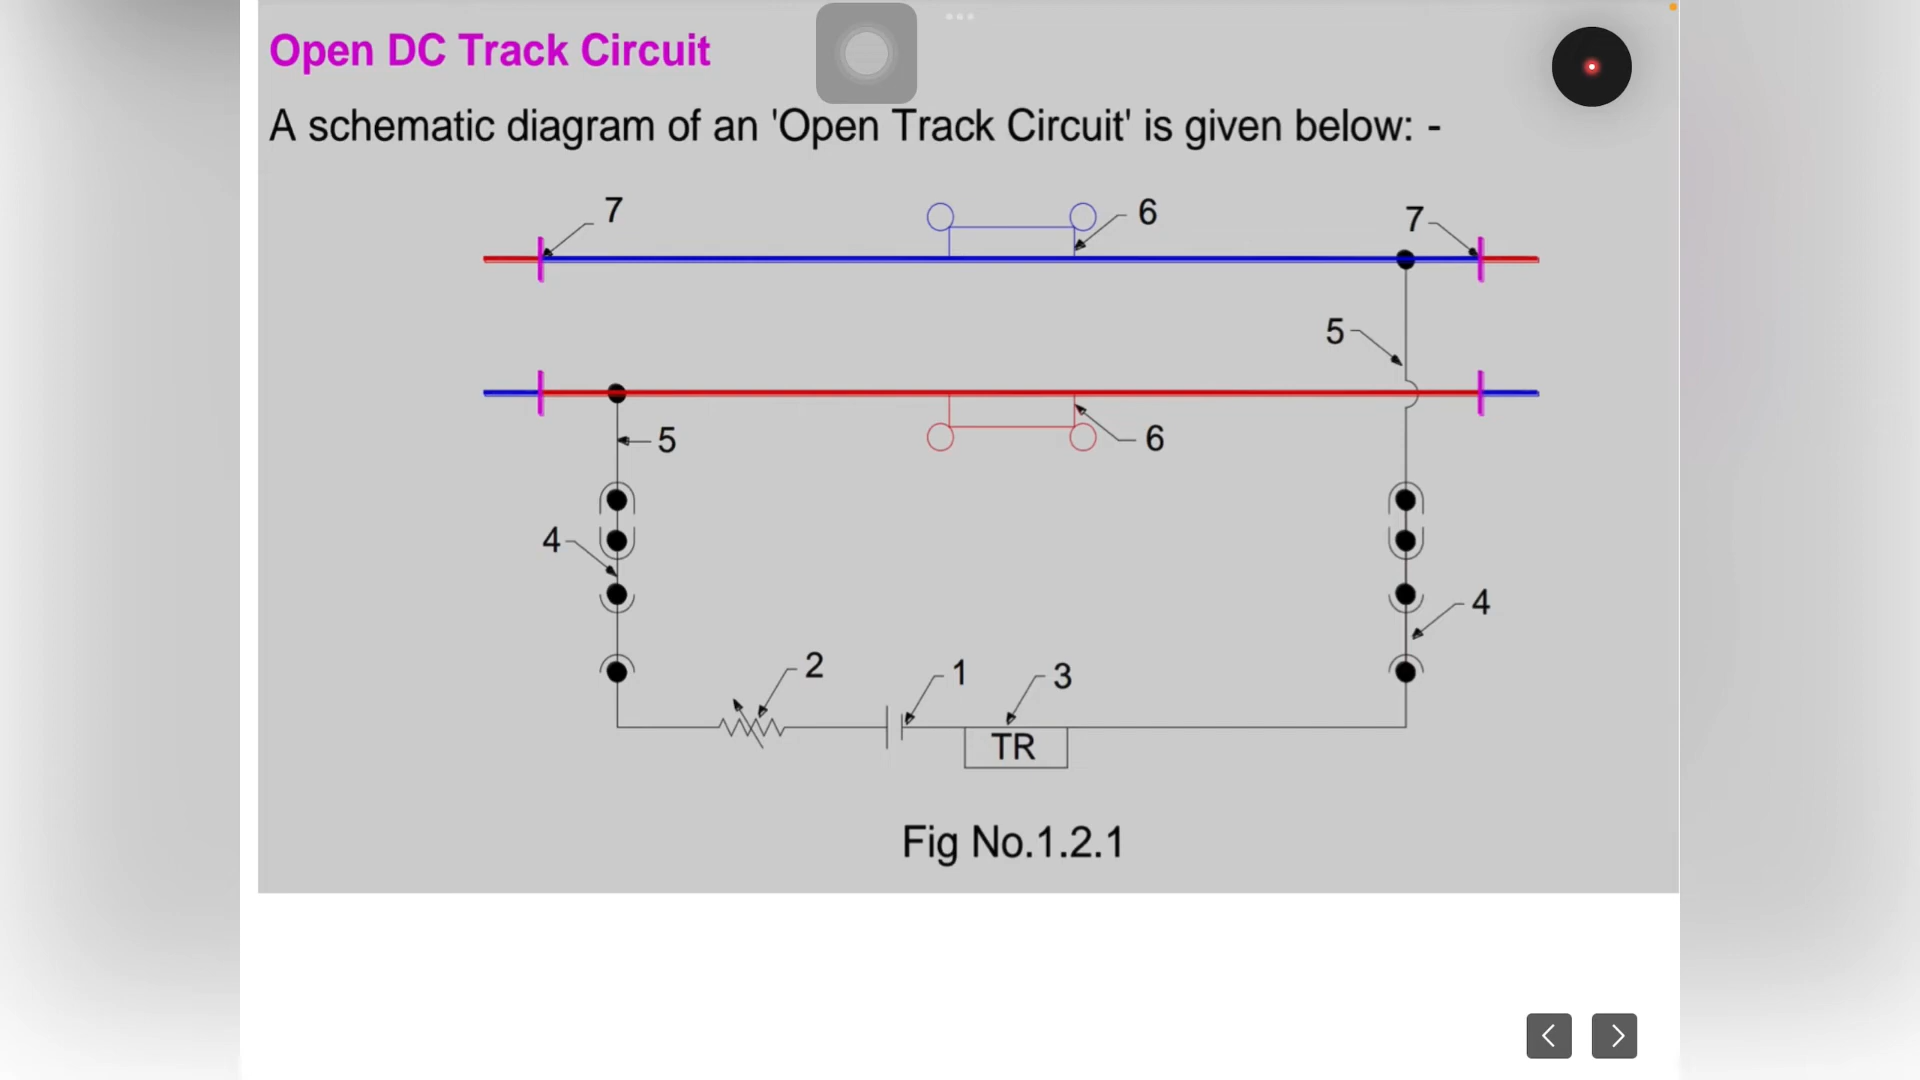 Open DC Track Circuit
A schematic diagram of an 'Open Track Circuit' is given below: -
7
6
7
5
5
6
4
4
2
1
3
TR
Fig No.1.2.1